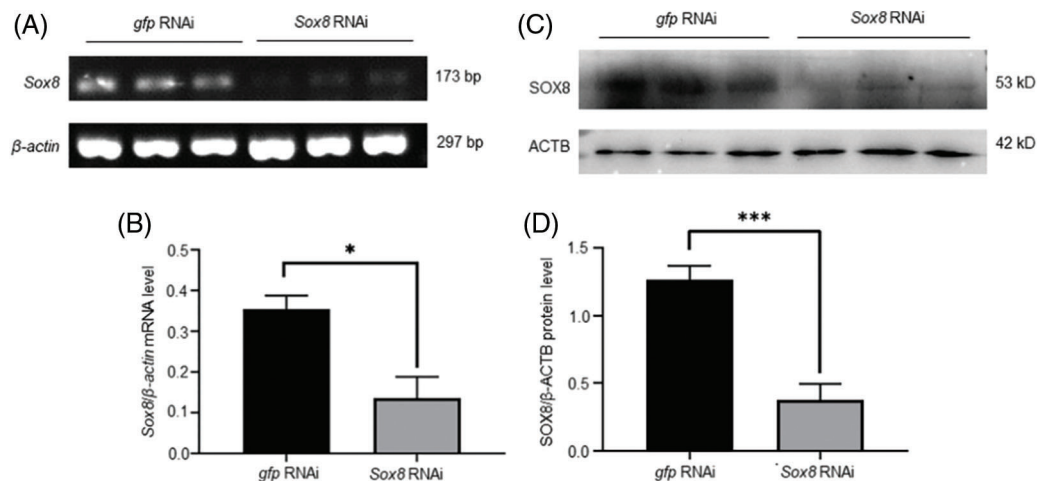 (A)
gfp RNAi Sox8 RNAi
Sox8 173 bp
β-actin 297 bp
(B)
*
Sox8/β-actin mRNA level
0.5
0.4
0.3
0.2
0.1
0.0
gfp RNAi Sox8 RNAi
(C)
gfp RNAi Sox8 RNAi
SOX8 53 kD
ACTB 42 kD
(D)
***
SOX8/β-ACTB protein level
1.5
1.0
0.5
0.0
gfp RNAi Sox8 RNAi